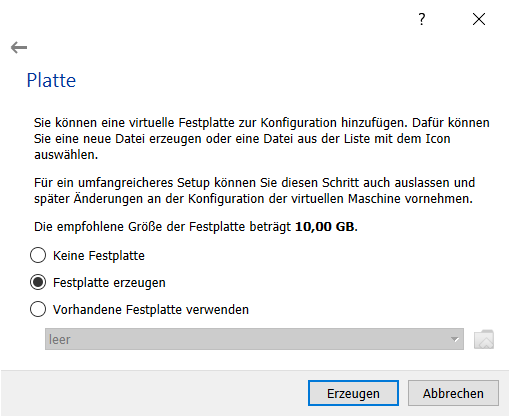 ?
Platte
Sie können eine virtuelle Festplatte zur Konfiguration hinzufügen. Dafür können
Sie eine neue Datei erzeugen oder eine Datei aus der Liste mit dem Icon
auswählen.
Für ein umfangreicheres Setup können Sie diesen Schritt auch auslassen und
später Änderungen an der Konfiguration der virtuellen Maschine vornehmen.
Die empfohlene Größe der Festplatte beträgt 10,00 GB.
Keine Festplatte
Festplatte erzeugen
Vorhandene Festplatte verwenden
leer
Erzeugen
Abbrechen